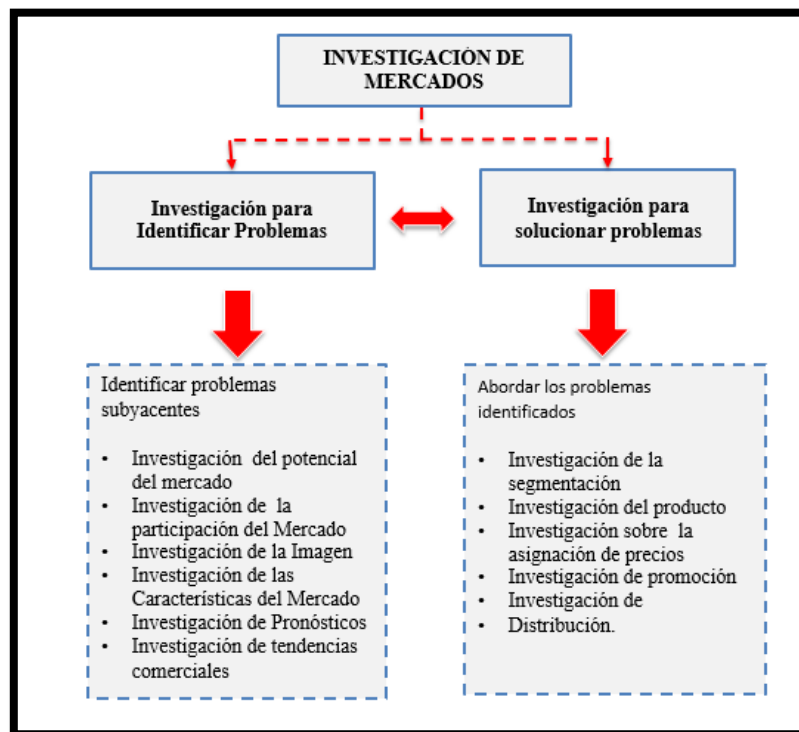 INVESTIGACIÓN DE
MERCADOS
Investigación para
Identificar Problemas
Investigación para
solucionar problemas
Identificar problemas
subyacentes
• Investigación del potencial
del mercado
• Investigación de la
participación del Mercado
• Investigación de la Imagen
• Investigación de las
Características del Mercado
• Investigación de Pronósticos
• Investigación de tendencias
comerciales
Abordar los problemas
identificados
• Investigación de la
segmentación
• Investigación del producto
• Investigación sobre la
asignación de precios
• Investigación de promoción
• Investigación de
• Distribución.